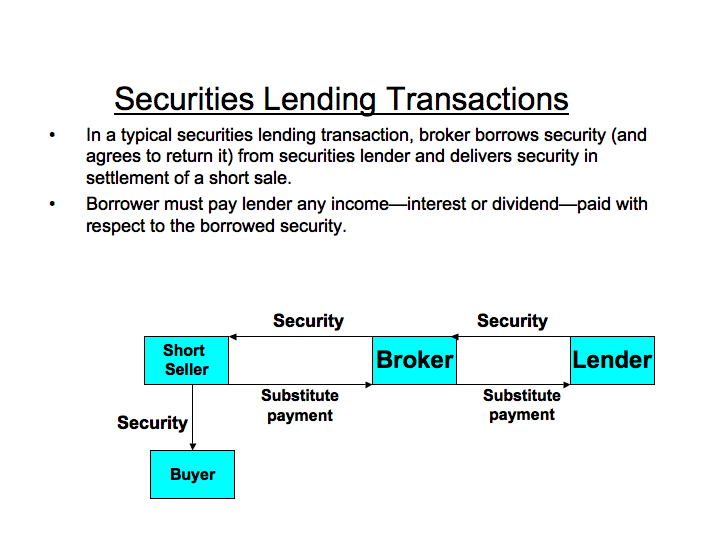 Securities Lending Transactions
• In a typical securities lending transaction, broker borrows security (and
agrees to return it) from securities lender and delivers security in
settlement of a short sale.
• Borrower must pay lender any income—interest or dividend—paid with
respect to the borrowed security.
Security
Security
Short
Seller
Broker
Lender
Substitute
payment
Substitute
payment
Security
Buyer